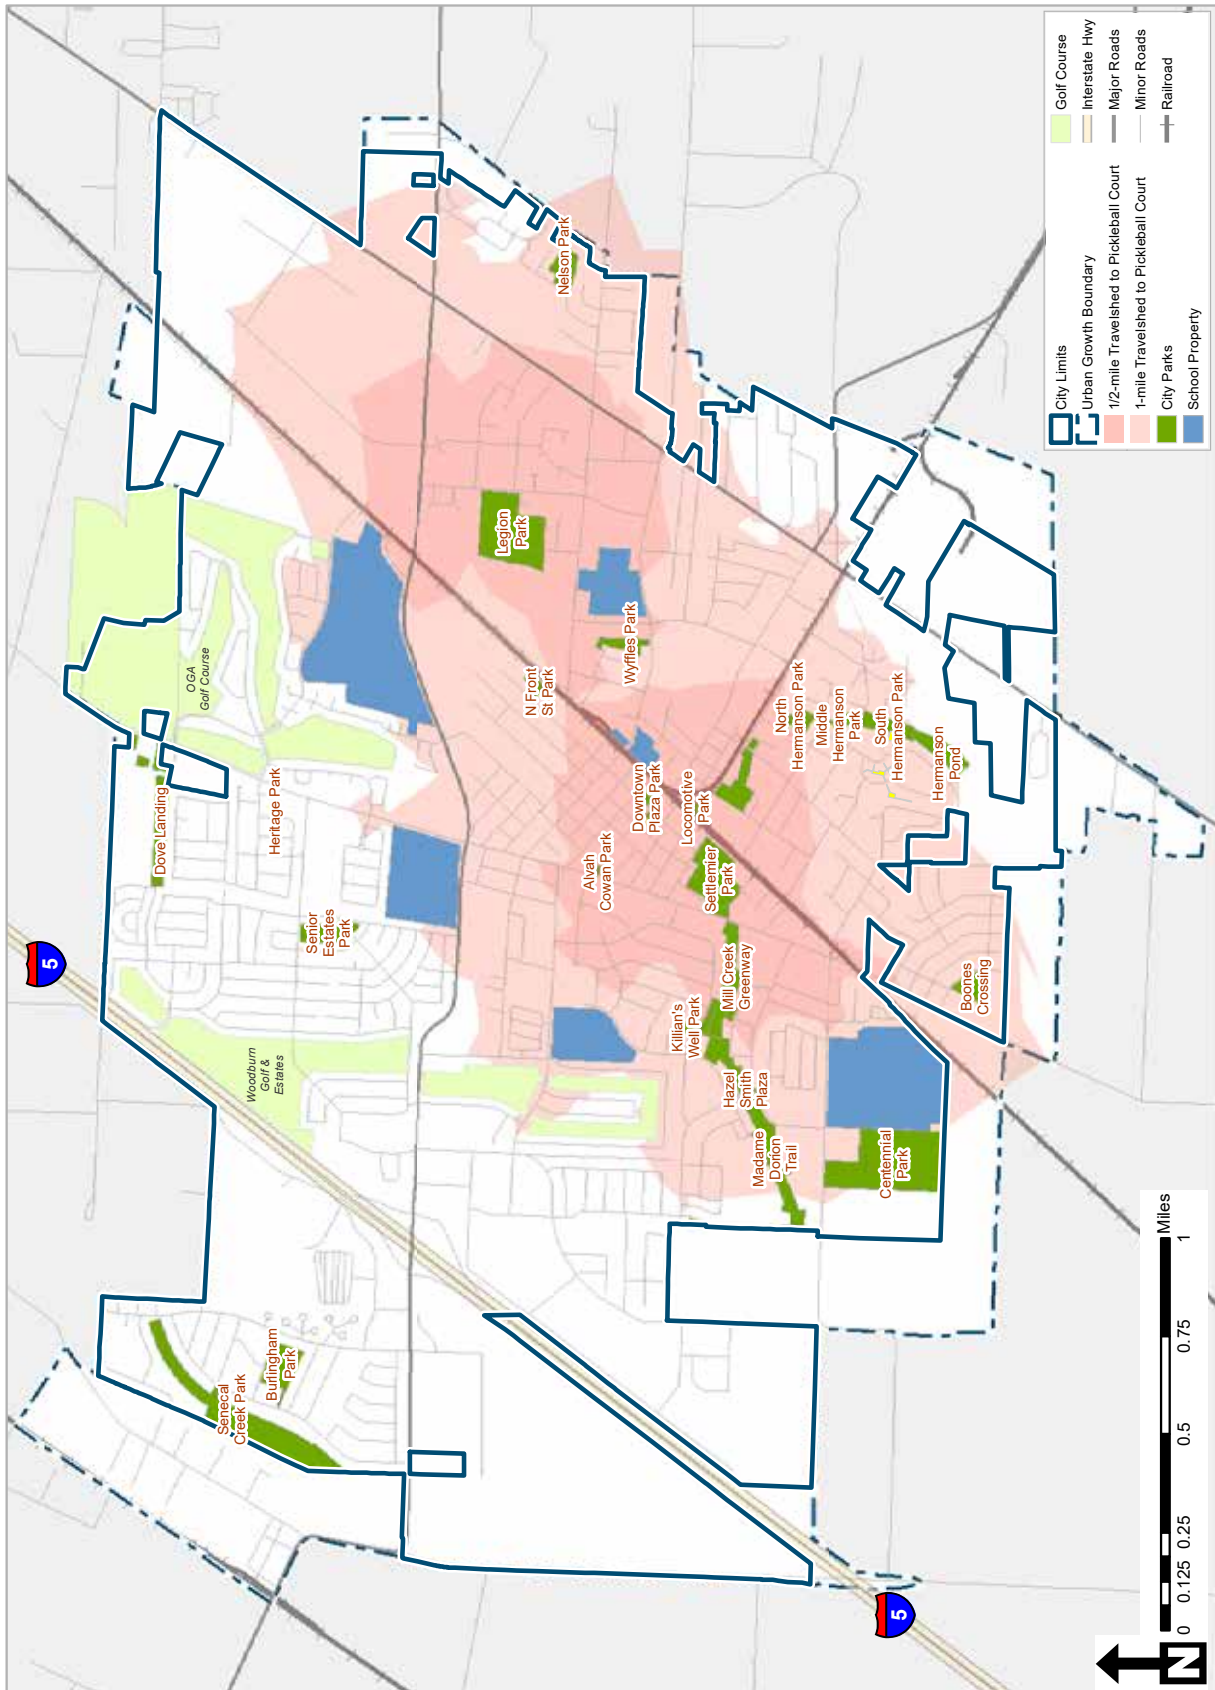 5
Dove Landing
OGA
Golf Course
Heritage Park
Senior
Estates
Park
Woodburn
Golf &
Estates
Senecal
Creek Park
Burlingham
Park
Nelson Park
Legion
Park
N Front
St Park
Wyffles Park
Alvah
Cowan Park
Downtown
Plaza Park
Locomotive
Park
Settlemier
Park
Mill Creek
Greenway
Killian's
Well Park
Hazel
Smith
Plaza
Madame
Dorion
Trail
Centennial
Park
North
Hermanson Park
Middle
Hermanson
Park
South
Hermanson Park
Hermanson
Pond
Boones
Crossing
5
N
Miles
0 0.125 0.25 0.5 0.75 1
City Limits
Urban Growth Boundary
1/2-mile Travelshed to Pickleball Court
1-mile Travelshed to Pickleball Court
City Parks
School Property
Golf Course
Interstate Hwy
Major Roads
Minor Roads
Railroad